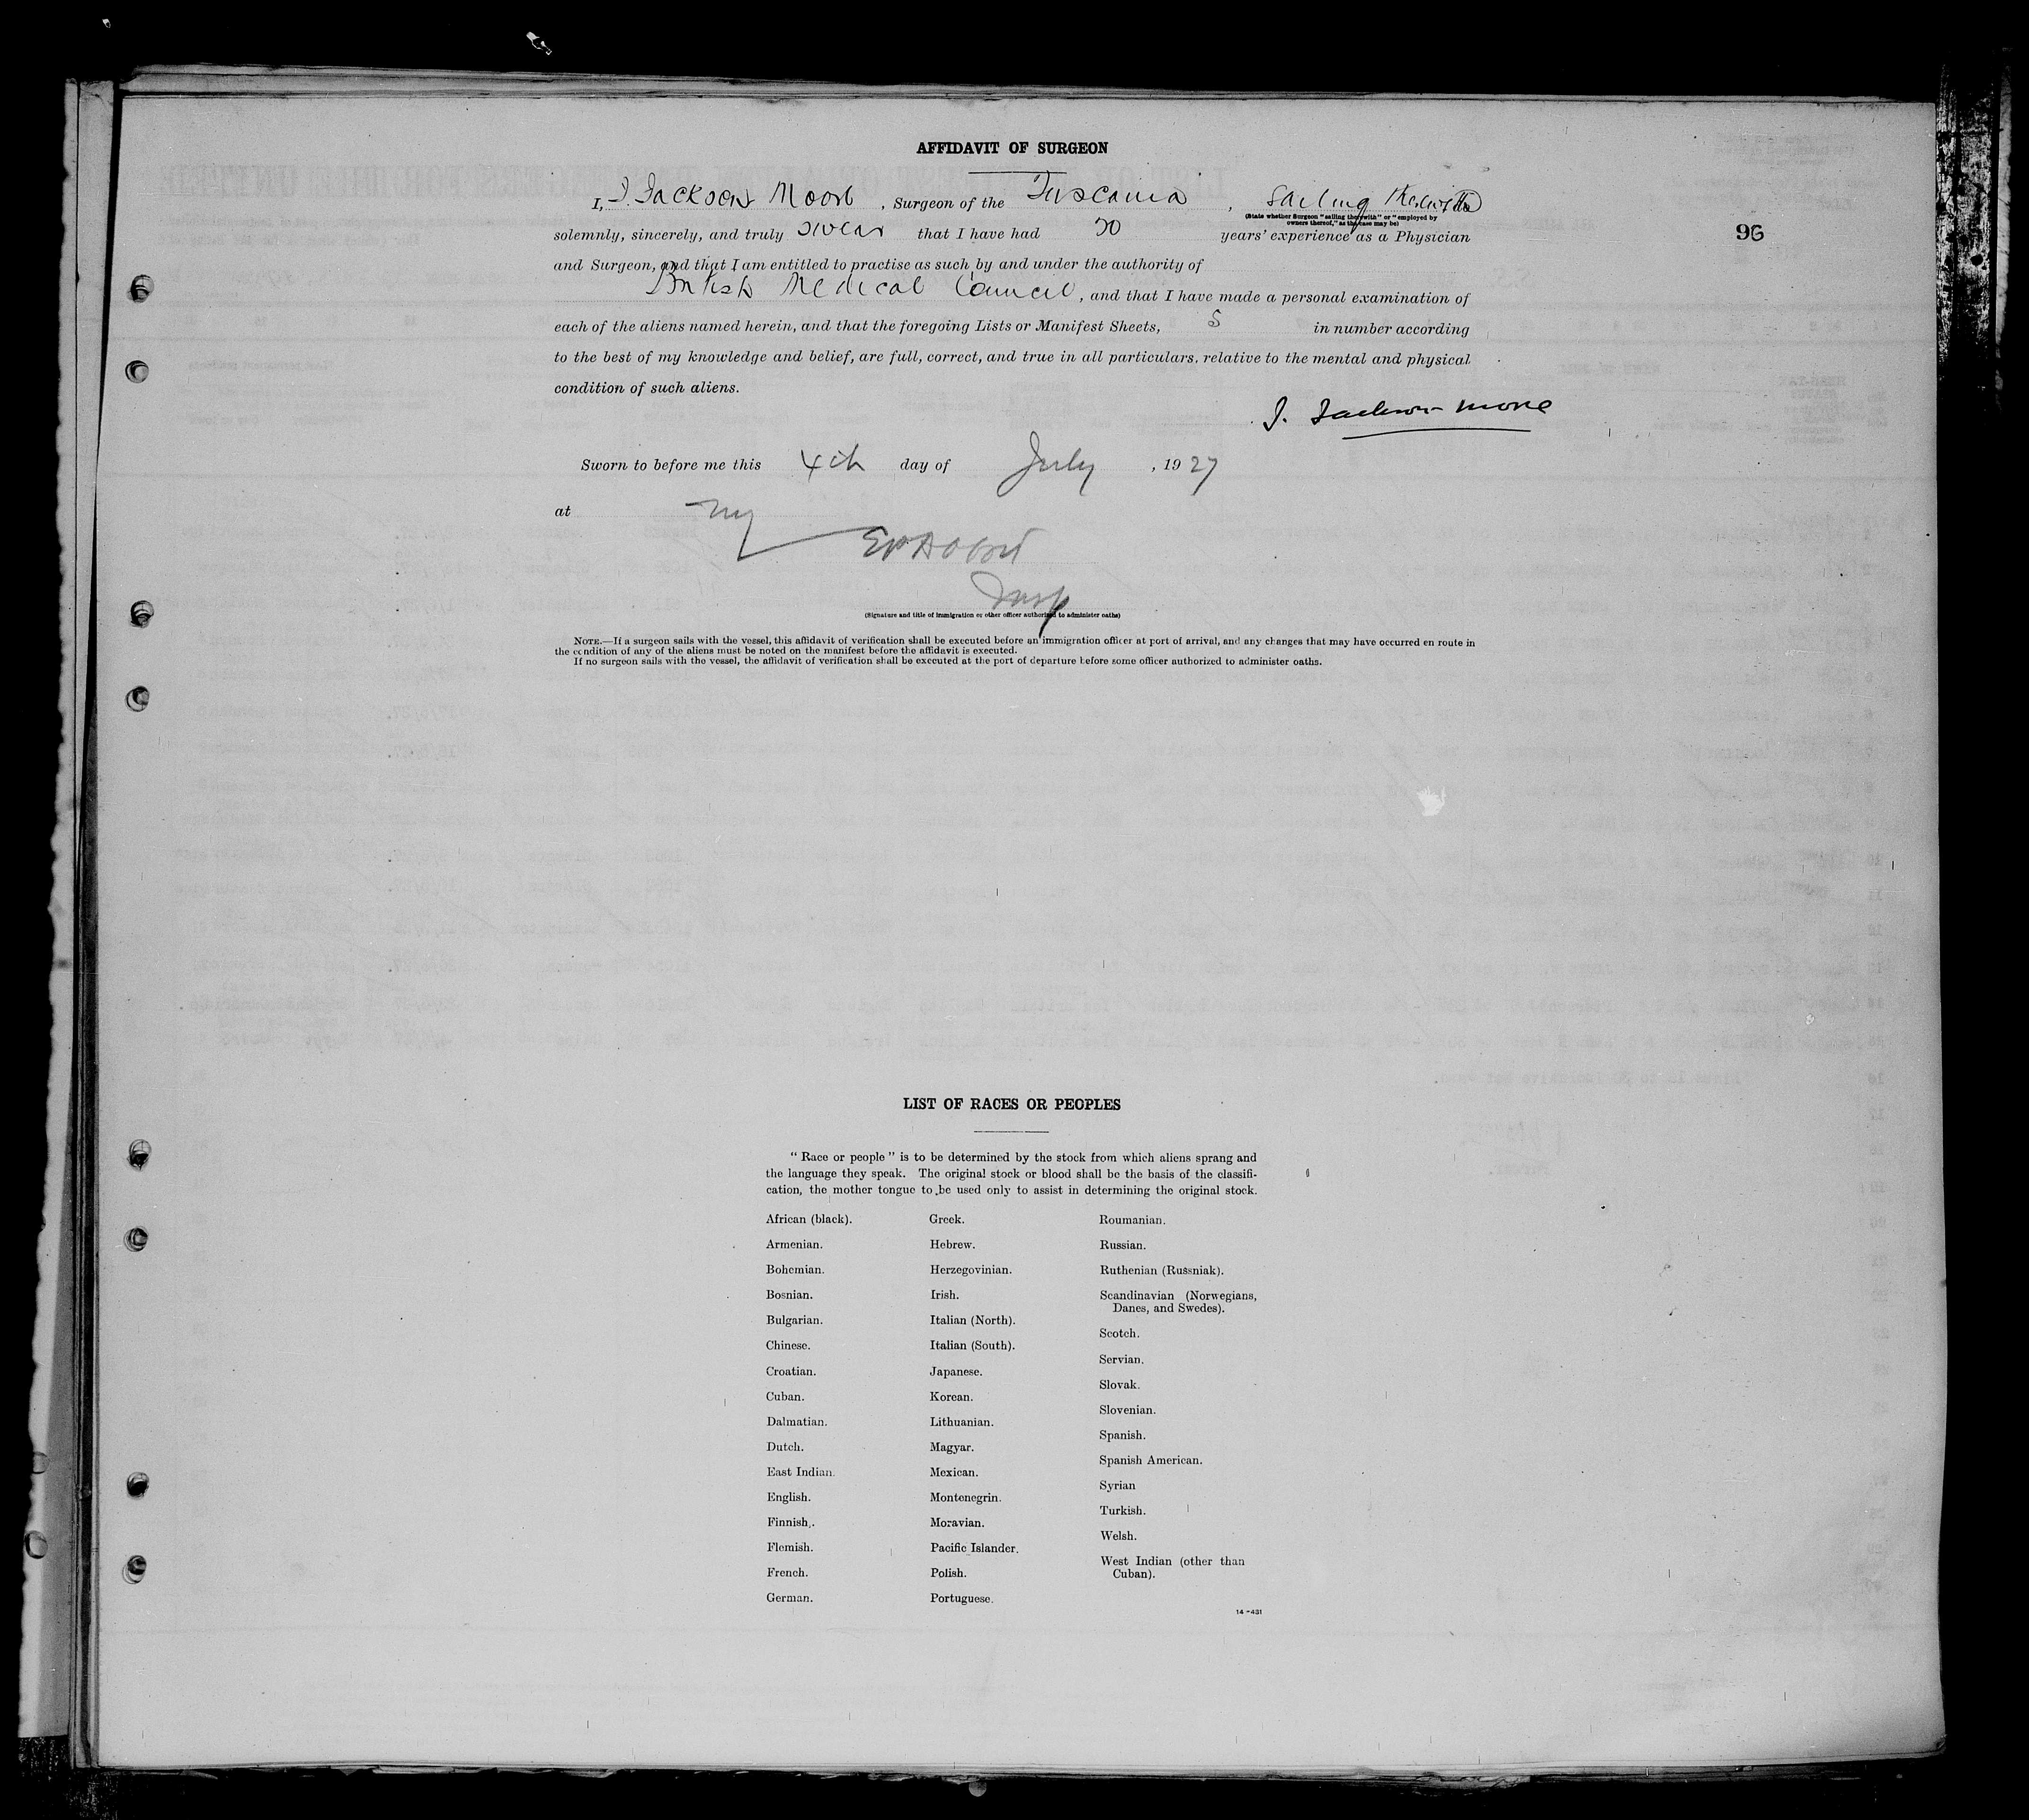 AFFIDAVIT OF SURGEON
I, J. Jackson Moore, Surgeon of the Tuscania, Sailing Therewith
(State whether Surgeon "sailing therewith" or "employed by
owners thereof," as the case may be)
solemnly, sincerely, and truly swear that I have had years' experience as a Physician
96
and Surgeon, and that I am entitled to practise as such by and under the authority of
British Medical Council, and that I have made a personal examination of
each of the aliens named herein, and that the foregoing Lists or Manifest Sheets, 5 in number according
to the best of my knowledge and belief, are full, correct, and true in all particulars, relative to the mental and physical
condition of such aliens.
J. Jackson Moore
Sworn to before me this 4th day of July, 1927
at NY
Insp
(Signature and title of immigration or other officer authorized to administer oaths)
NOTE.—If a surgeon sails with the vessel, this affidavit of verification shall be executed before an immigration officer at port of arrival, and any changes that may have occurred en route in
the condition of any of the aliens must be noted on the manifest before the affidavit is executed.
If no surgeon sails with the vessel, the affidavit of verification shall be executed at the port of departure before some officer authorized to administer oaths.
LIST OF RACES OR PEOPLES
"Race or people" is to be determined by the stock from which aliens sprang and
the language they speak. The original stock or blood shall be the basis of the classifi-
cation, the mother tongue to be used only to assist in determining the original stock.
African (black).
Armenian.
Bohemian.
Bosnian.
Bulgarian.
Chinese.
Croatian.
Cuban.
Dalmatian.
Dutch.
East Indian.
English.
Finnish.
Flemish.
French.
German.
Greek.
Hebrew.
Herzegovinian.
Irish.
Italian (North).
Italian (South).
Japanese.
Korean.
Lithuanian.
Magyar.
Mexican.
Montenegrin.
Moravian.
Pacific Islander.
Polish.
Portuguese.
Roumanian.
Russian.
Ruthenian (Russniak).
Scandinavian (Norwegians,
Danes, and Swedes).
Scotch.
Servian.
Slovak.
Slovenian.
Spanish.
Spanish American.
Syrian
Turkish.
Welsh.
West Indian (other than
Cuban).
14-431